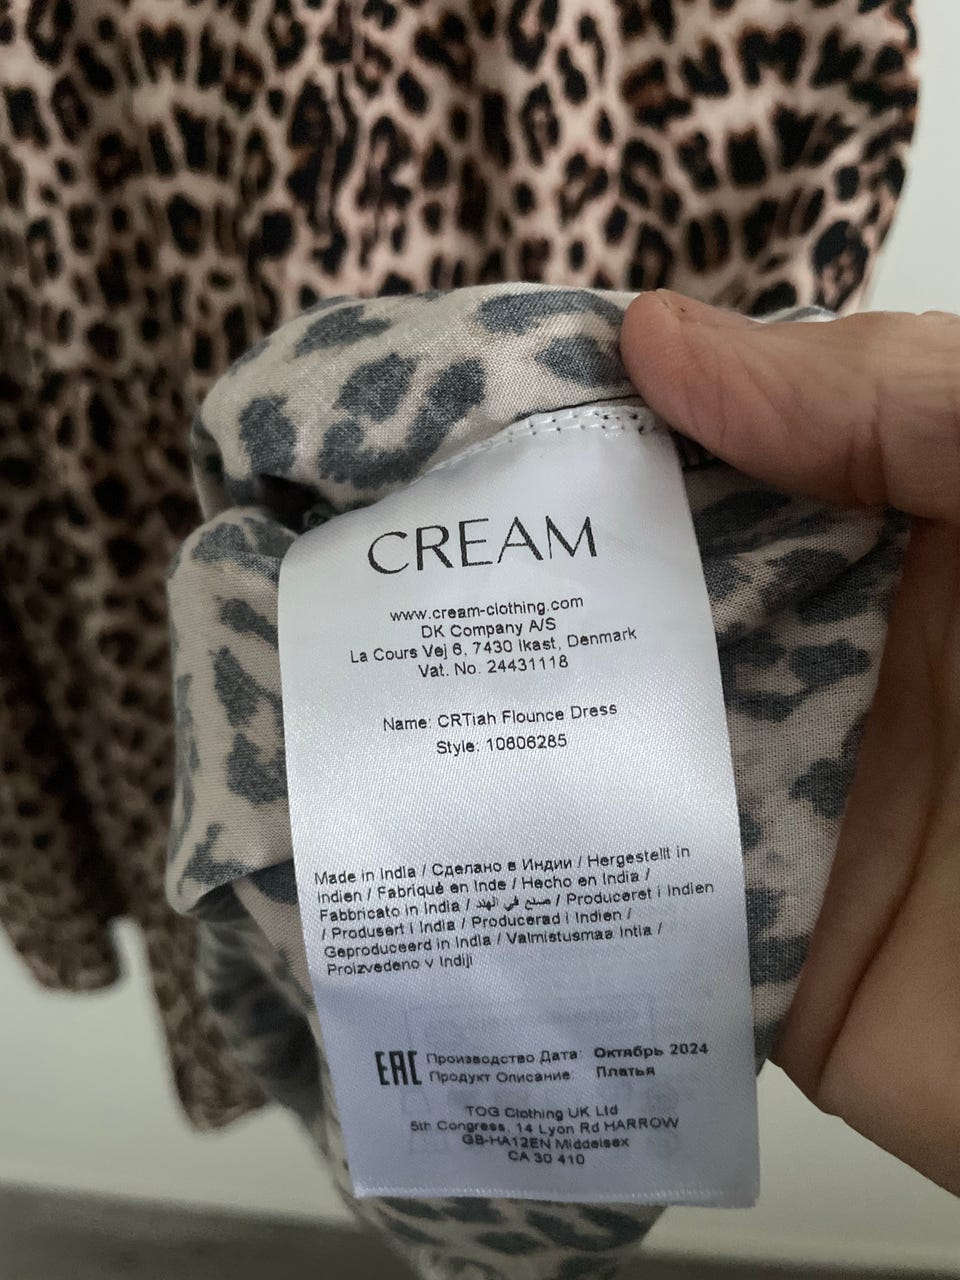 CREAM
www.cream-clothing.com
DK Company A/S
La Cours Vej 6, 7430 Ikast, Denmark
Vat. No. 24431118
Name: CRTiah Flounce Dress
Style: 10606285
Made in India / Сделано в Индии / Hergestellt in
Indien / Fabriqué en Inde / Hecho en India /
Fabbricato in India / صنع في الهند / Produceret i Indien
/ Produsert i India / Producerad i Indien /
Geproduceerd in India / Valmistusmaa Intia /
Proizvedeno v Indiji
EAC Производство Дата: Октябрь 2024
Продукт Описание: Платья
TOG Clothing UK Ltd
5th Congress, 14 Lyon Rd HARROW
GB-HA12EN Middelsex
CA 30 410